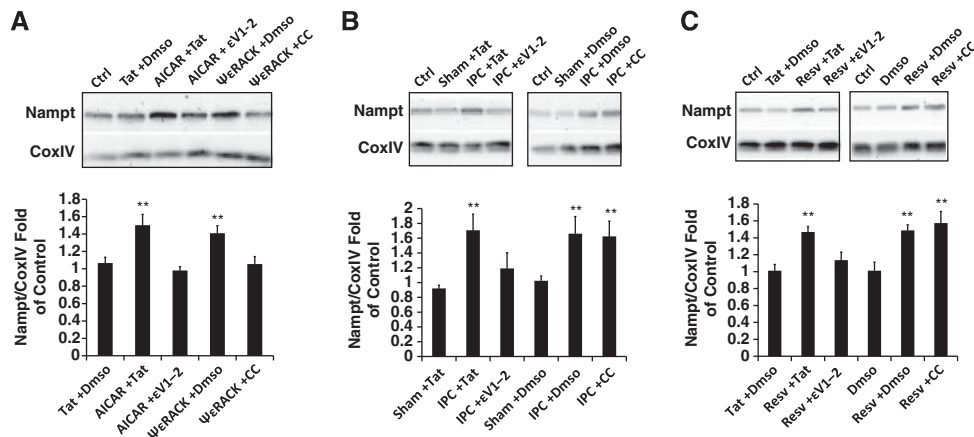 A
Ctrl
Tat +Dmso
AICAR +Tat
AICAR + εV1-2
ΨεRACK +Dmso
ΨεRACK +CC
Nampt
CoxIV
Nampt/CoxIV Fold
of Control
1.8
1.6
1.4
1.2
1
0.8
0.6
0.4
0.2
0
**
**
Tat +Dmso
AICAR +Tat
AICAR +εV1-2
ΨεRACK +Dmso
ΨεRACK +CC
B
Ctrl
Sham +Tat
IPC +Tat
IPC +εV1-2
Ctrl
Sham +Dmso
IPC +Dmso
IPC +CC
Nampt
CoxIV
Nampt/CoxIV Fold
of Control
2
1.8
1.6
1.4
1.2
1
0.8
0.6
0.4
0.2
0
**
**
**
Sham +Tat
IPC +Tat
IPC +εV1-2
Sham +Dmso
IPC +Dmso
IPC +CC
C
Ctrl
Tat +Dmso
Resv +Tat
Resv +εV1-2
Ctrl
Dmso
Resv +Dmso
Resv +CC
Nampt
CoxIV
Nampt/CoxIV Fold
of Control
1.8
1.6
1.4
1.2
1
0.8
0.6
0.4
0.2
0
**
**
**
Tat +Dmso
Resv +Tat
Resv +εV1-2
Dmso
Resv +Dmso
Resv +CC